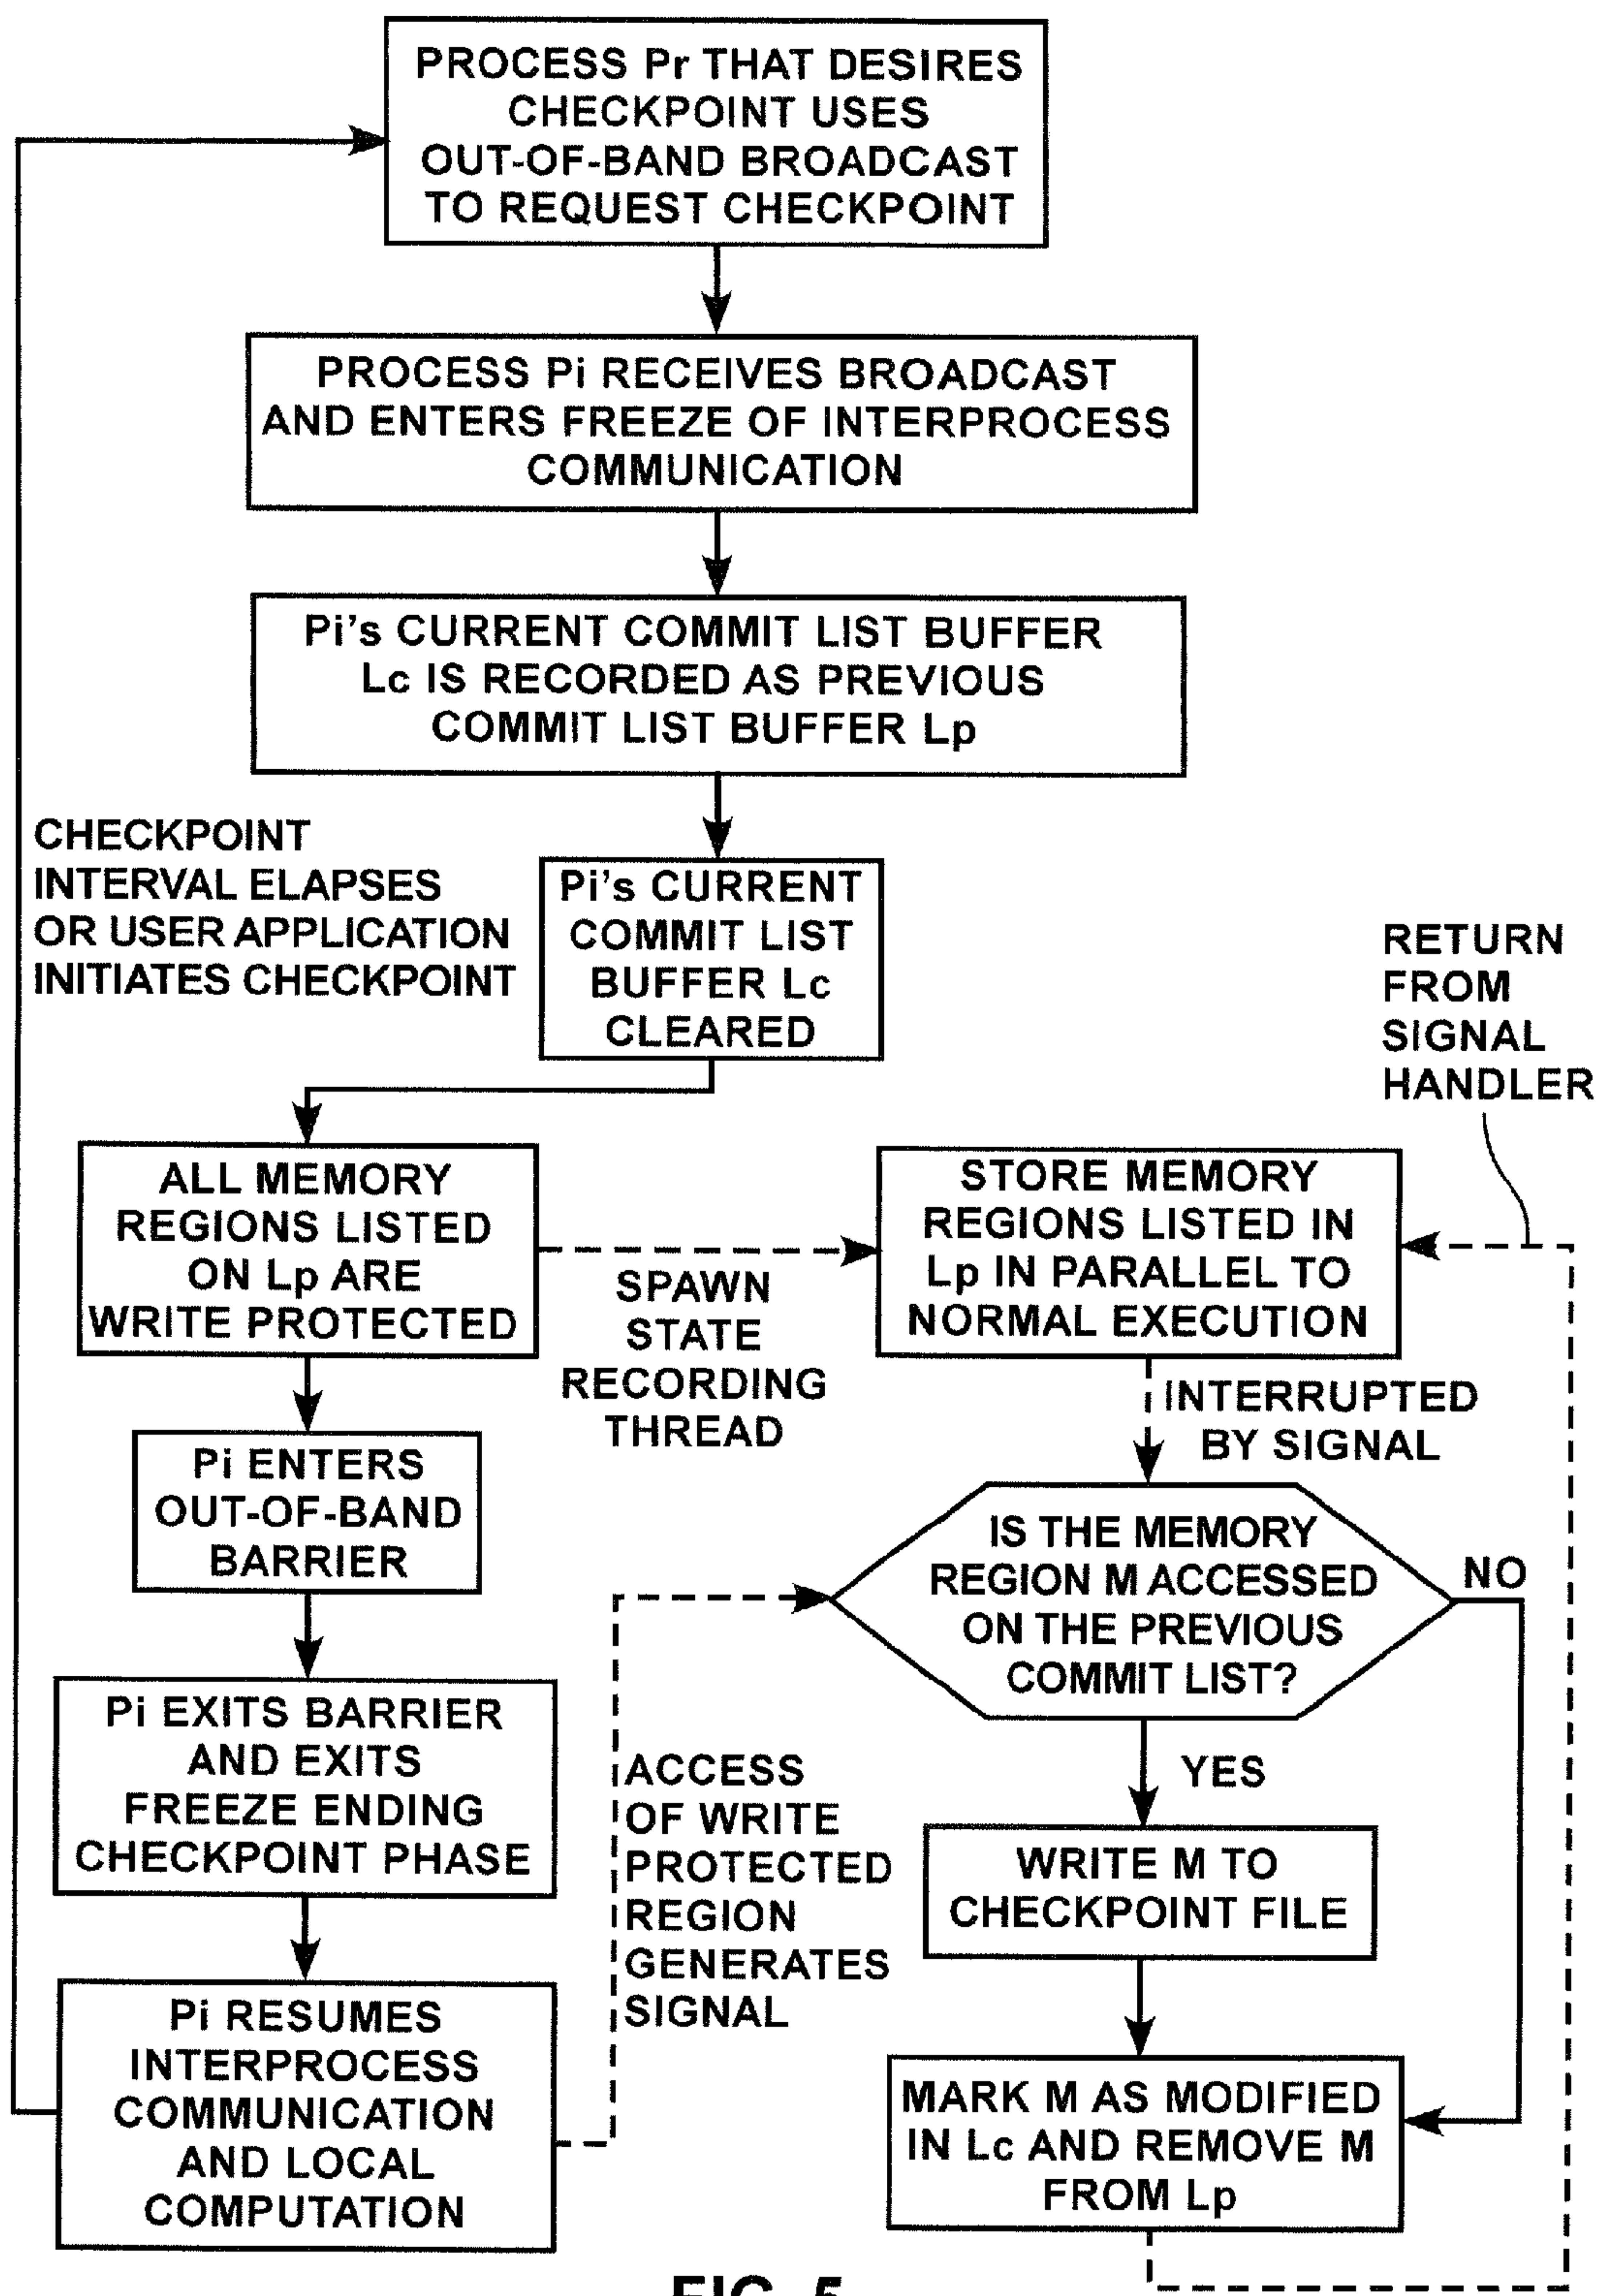 PROCESS Pr THAT DESIRES
CHECKPOINT USES
OUT-OF-BAND BROADCAST
TO REQUEST CHECKPOINT
PROCESS Pi RECEIVES BROADCAST
AND ENTERS FREEZE OF INTERPROCESS
COMMUNICATION
Pi's CURRENT COMMIT LIST BUFFER
Lc IS RECORDED AS PREVIOUS
COMMIT LIST BUFFER Lp
CHECKPOINT
INTERVAL ELAPSES
OR USER APPLICATION
INITIATES CHECKPOINT
Pi's CURRENT
COMMIT LIST
BUFFER Lc
CLEARED
RETURN
FROM
SIGNAL
HANDLER
ALL MEMORY
REGIONS LISTED
ON Lp ARE
WRITE PROTECTED
SPAWN
STATE
RECORDING
THREAD
STORE MEMORY
REGIONS LISTED IN
Lp IN PARALLEL TO
NORMAL EXECUTION
INTERRUPTED
BY SIGNAL
Pi ENTERS
OUT-OF-BAND
BARRIER
IS THE MEMORY
REGION M ACCESSED
ON THE PREVIOUS
COMMIT LIST?
NO
YES
Pi EXITS BARRIER
AND EXITS
FREEZE ENDING
CHECKPOINT PHASE
ACCESS
OF WRITE
PROTECTED
REGION
GENERATES
SIGNAL
WRITE M TO
CHECKPOINT FILE
Pi RESUMES
INTERPROCESS
COMMUNICATION
AND LOCAL
COMPUTATION
MARK M AS MODIFIED
IN Lc AND REMOVE M
FROM Lp
FIG. 5